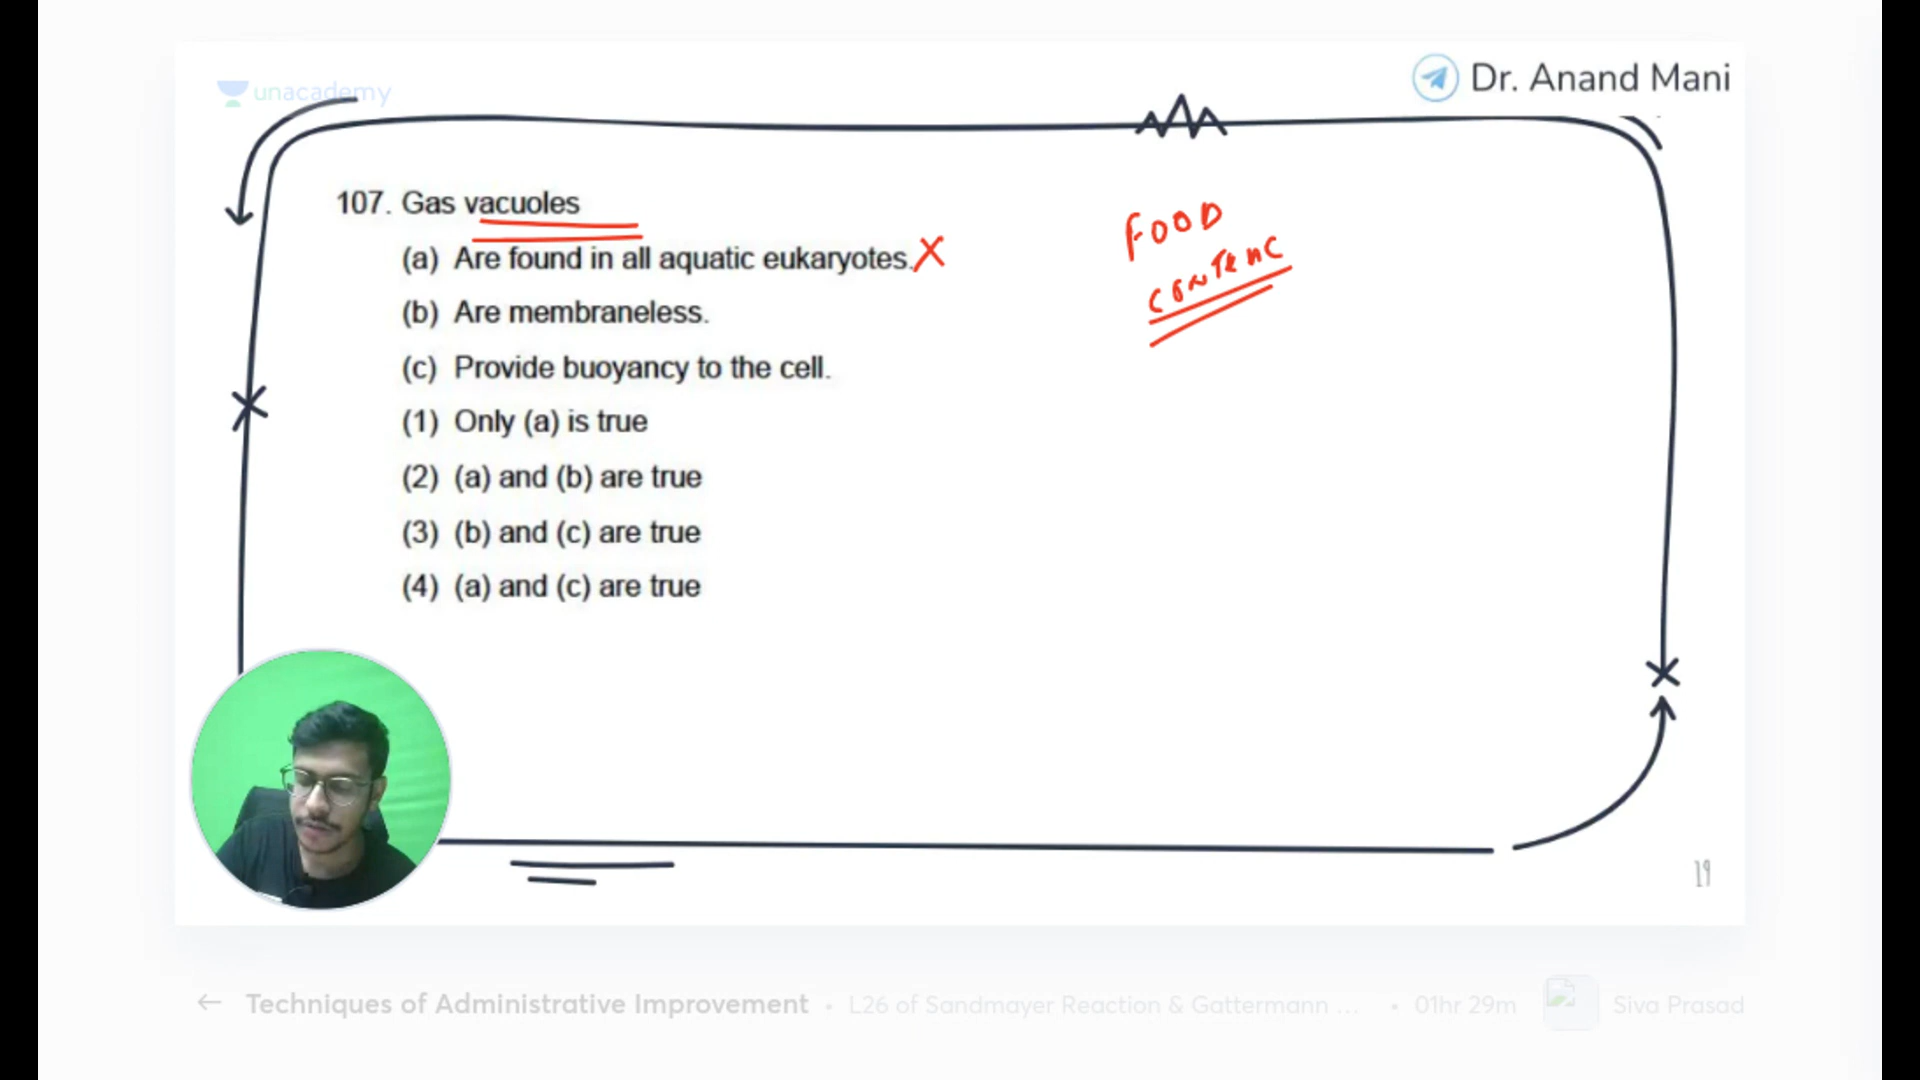 unacademy
Dr. Anand Mani
107. Gas vacuoles
(a) Are found in all aquatic eukaryotes.
(b) Are membraneless.
(c) Provide buoyancy to the cell.
(1) Only (a) is true
(2) (a) and (b) are true
(3) (b) and (c) are true
(4) (a) and (c) are true
FOOD
CONTRAC
19
← Techniques of Administrative Improvement • L26 of Sandmayer Reaction & Gattermann ... • 01hr 29m Siva Prasad